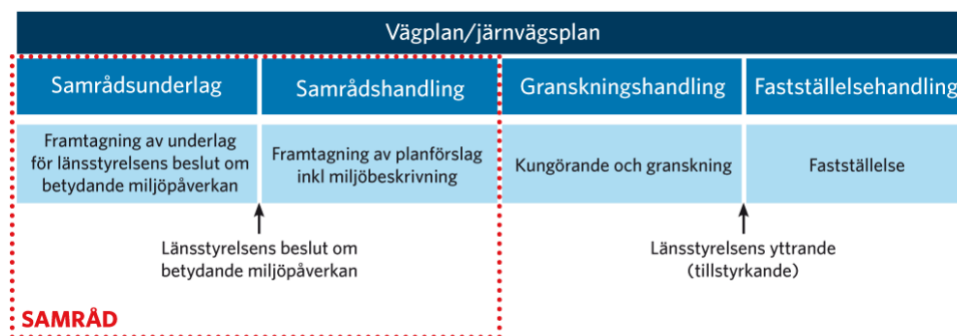 Vägplan/järnvägsplan
Samrådsunderlag
Samrådshandling
Granskningshandling
Fastställelsehandling
Framtagning av underlag
för länsstyrelsens beslut om
betydande miljöpåverkan
Framtagning av planförslag
inkl miljöbeskrivning
Kungörande och granskning
Fastställelse
Länsstyrelsens beslut om
betydande miljöpåverkan
Länsstyrelsens yttrande
(tillstyrkande)
SAMRÅD